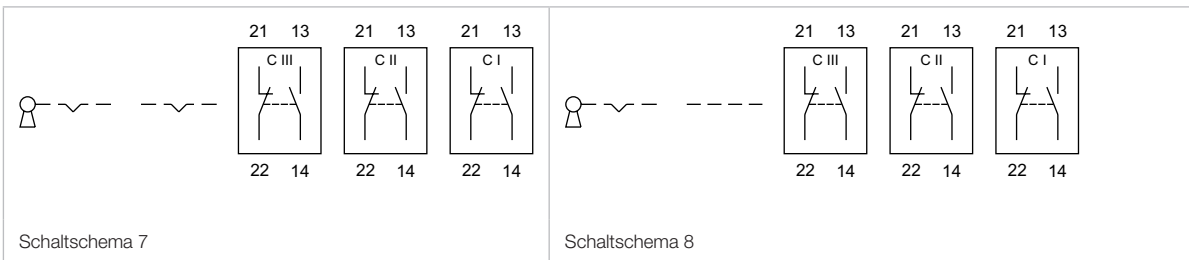 21 13 21 13 21 13 21 13 21 13 21 13
C III C II C I C III C II C I
22 14 22 14 22 14 22 14 22 14 22 14
Schaltschema 7 Schaltschema 8